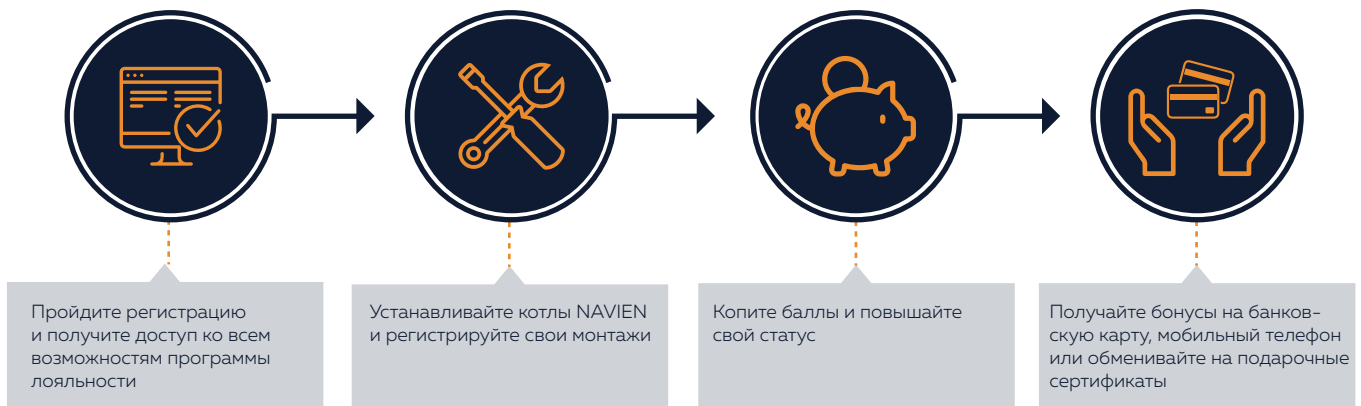 Пройдите регистрацию
и получите доступ ко всем
возможностям программы
лояльности
Устанавливайте котлы NAVIEN
и регистрируйте свои монтажи
Копите баллы и повышайте
свой статус
Получайте бонусы на банков-
скую карту, мобильный телефон
или обменивайте на подарочные
сертификаты